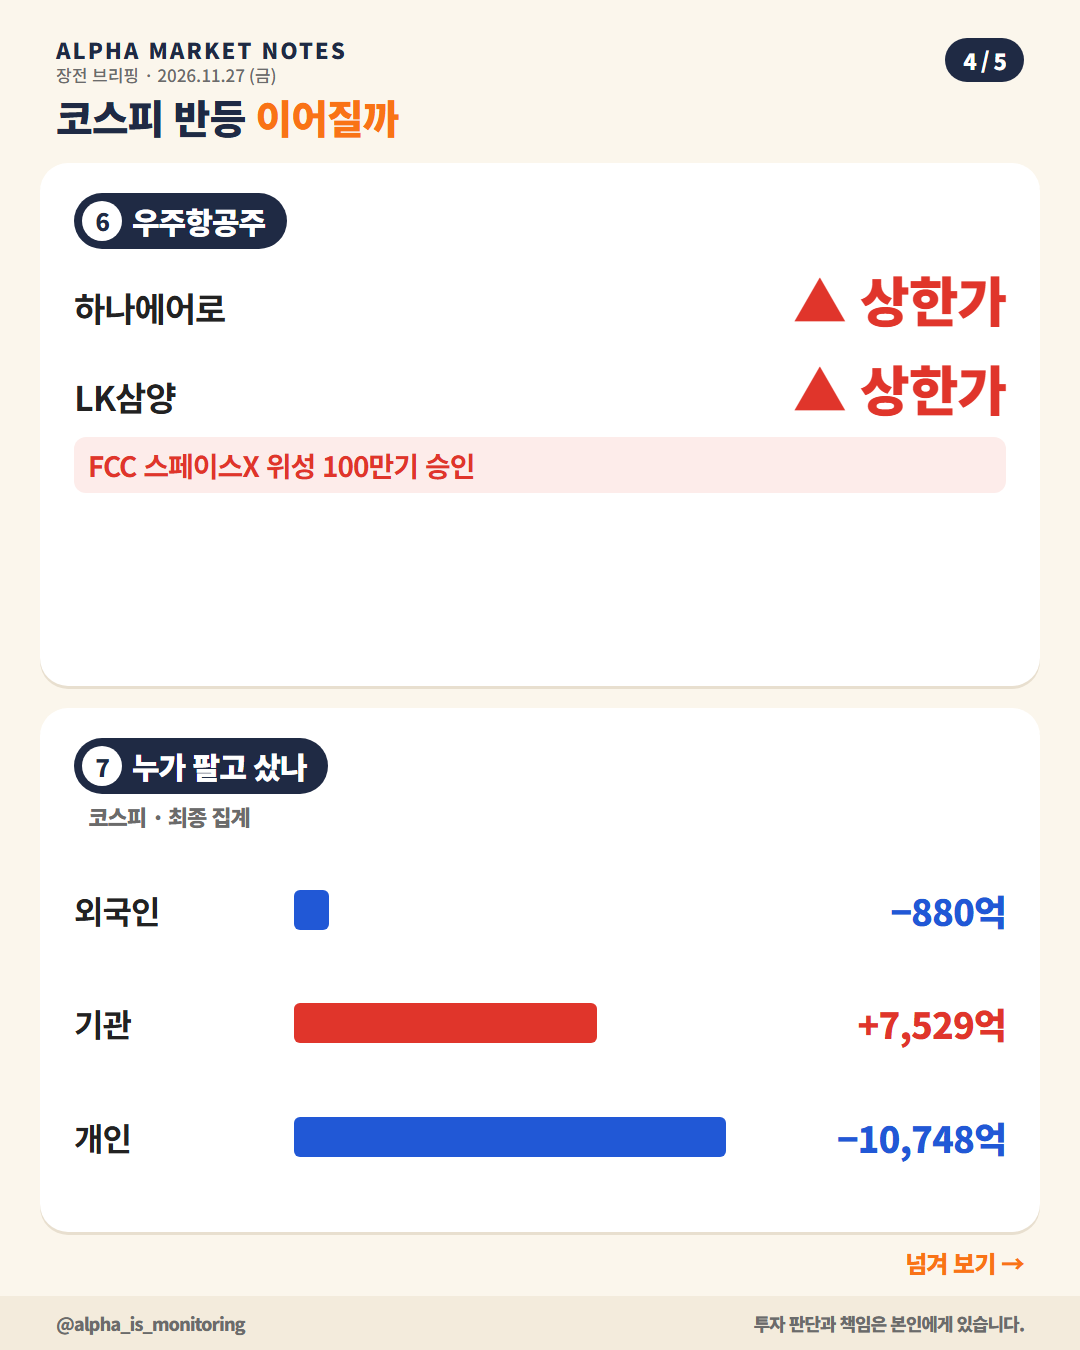 ALPHA MARKET NOTES
장전 브리핑 · 2026.11.27 (금)
코스피 반등 이어질까
4 / 5
6 우주항공주
하나에어로 ▲ 상한가
LK삼양 ▲ 상한가
FCC 스페이스X 위성 100만기 승인
7 누가 팔고 샀나
코스피 · 최종 집계
외국인 −880억
기관 +7,529억
개인 −10,748억
넘겨 보기 →
@alpha_is_monitoring
투자 판단과 책임은 본인에게 있습니다.